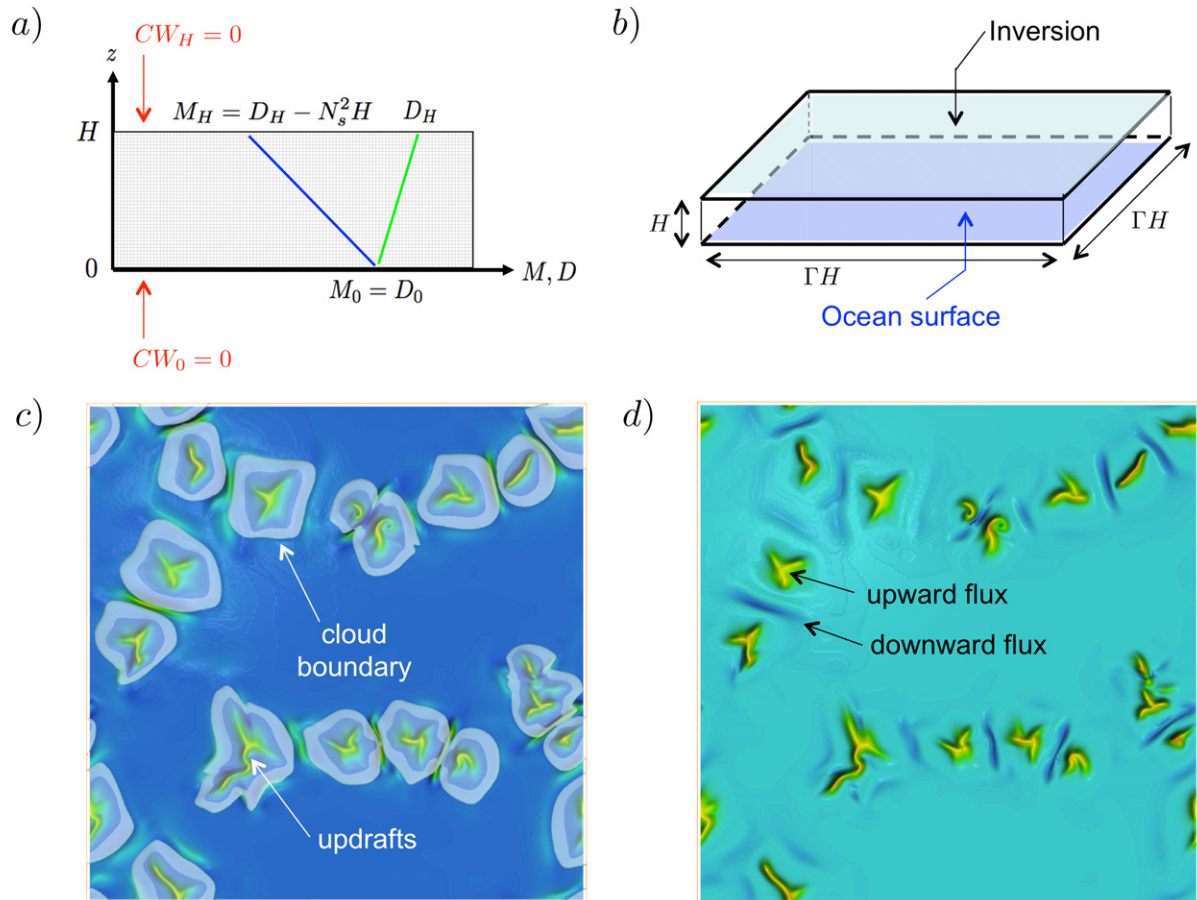 a)
CW_H = 0
z
H
M_H = D_H − N_s^2 H
D_H
0
M, D
M_0 = D_0
CW_0 = 0
b)
Inversion
H
ΓH
ΓH
Ocean surface
c)
cloud
boundary
updrafts
d)
upward flux
downward flux